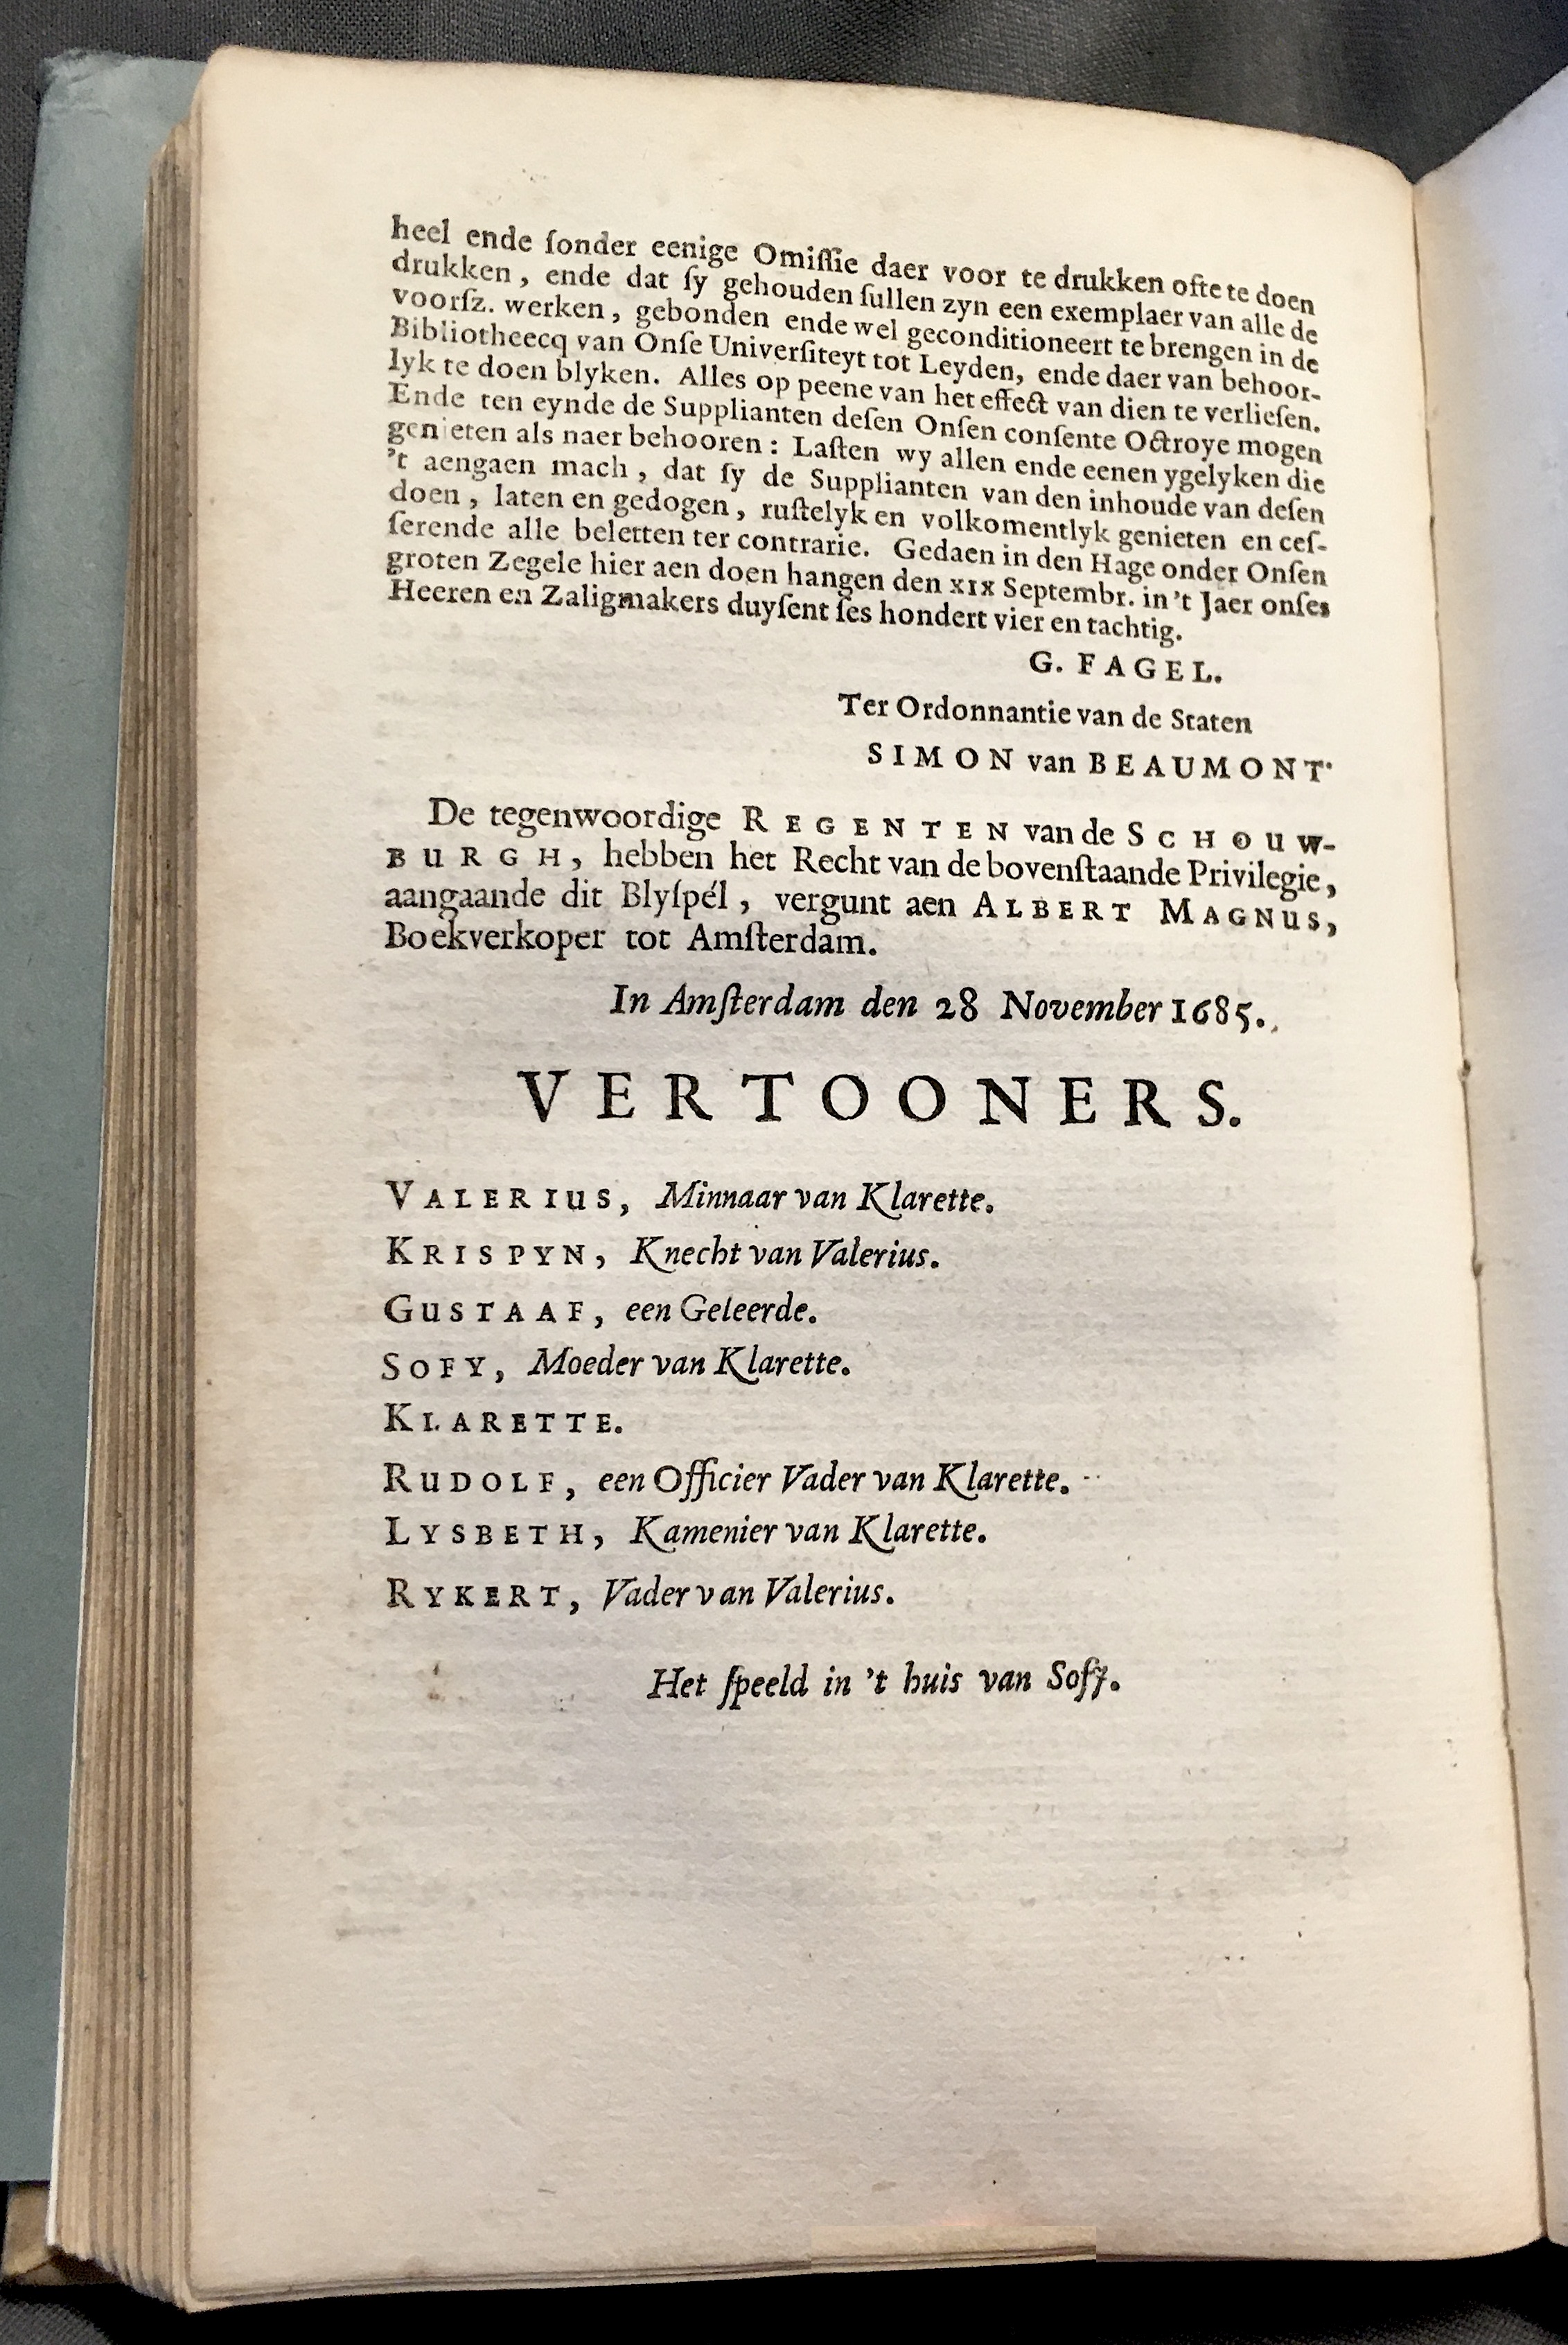 heel ende ſonder eenige Omiſſie daer voor te drukken ofte te doen
drukken, ende dat ſy gehouden ſullen zyn een exemplaer van alle de
voorſz. werken, gebonden ende wel geconditioneert te brengen in de
Bibliotheecq van Onſe Univerſiteyt tot Leyden, ende daer van behoor-
lyk te doen blyken. Alles op peene van het effect van dien te verlieſen.
Ende ten eynde de Supplianten deſen Onſen conſente Octroye mogen
genieten als naer behooren: Laſten wy allen ende eenen ygelyken die
't aengaen mach, dat ſy de Supplianten van den inhoude van deſen
doen, laten en gedogen, ruſtelyk en volkomentlyk genieten en ceſ-
ſerende alle beletten ter contrarie. Gedaen in den Hage onder Onſen
groten Zegele hier aen doen hangen den XIX Septembr. in 't Jaer onſes
Heeren en Zaligmakers duyſent ſes hondert vier en tachtig.
G. FAGEL.
Ter Ordonnantie van de Staten
SIMON van BEAUMONT.
De tegenwoordige REGENTEN van de SCHOUW-
BURGH, hebben het Recht van de bovenſtaande Privilegie,
aangaande dit Blyſpél, vergunt aen ALBERT MAGNUS,
Boekverkoper tot Amſterdam.
In Amſterdam den 28 November 1685.
VERTOONERS.
VALERIUS, Minnaar van Klarette.
KRISPYN, Knecht van Valerius.
GUSTAAF, een Geleerde.
SOFY, Moeder van Klarette.
KLARETTE.
RUDOLF, een Officier Vader van Klarette.
LYSBETH, Kamenier van Klarette.
RYKERT, Vader van Valerius.
Het ſpeeld in 't huis van Sofy.